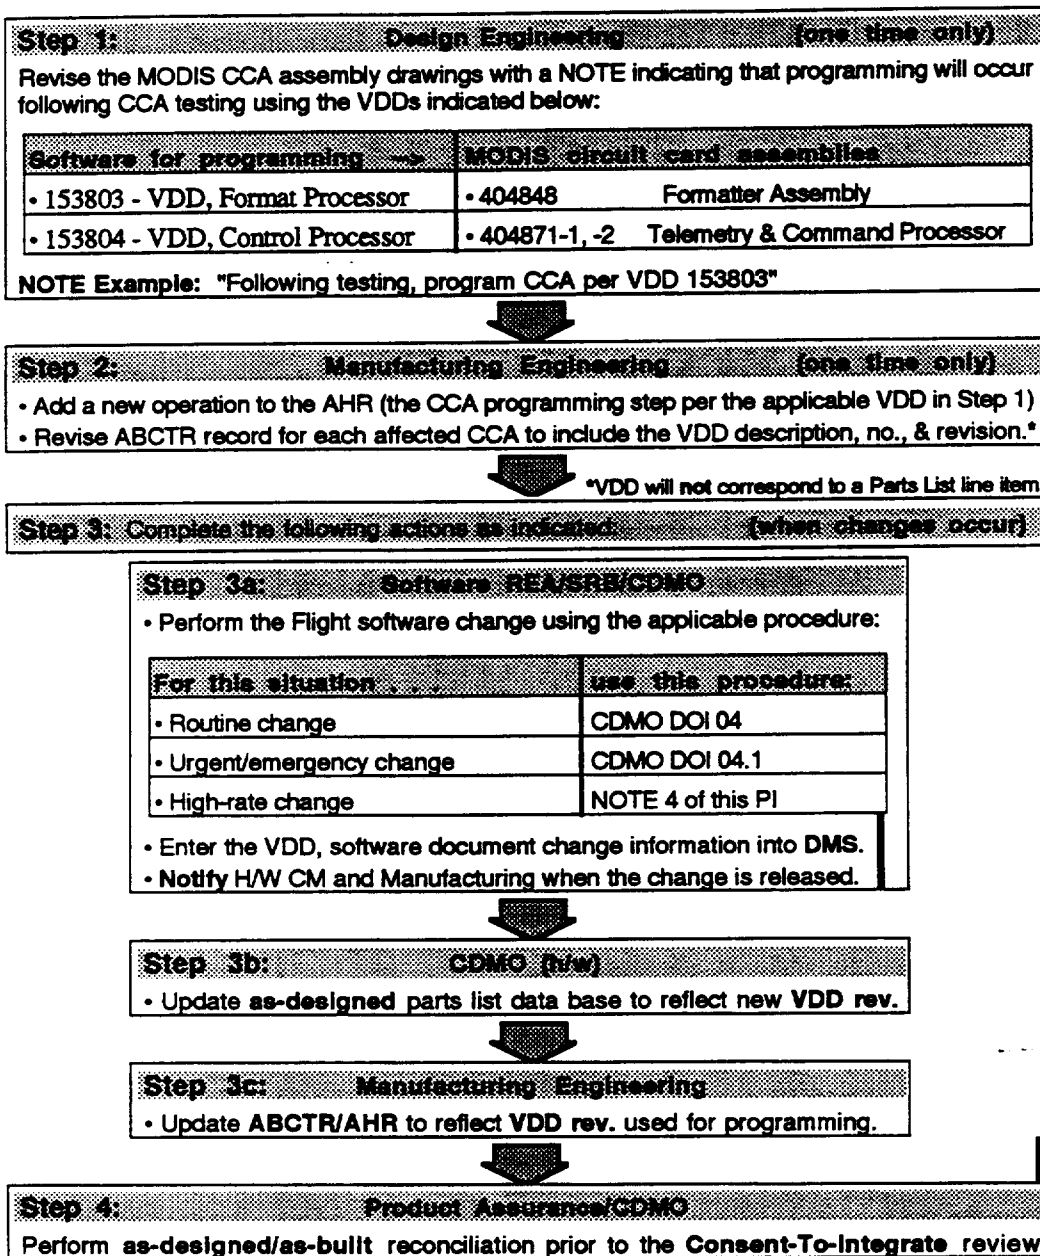 Step 1: Design Engineering (one time only)
Revise the MODIS CCA assembly drawings with a NOTE indicating that programming will occur
following CCA testing using the VDDs indicated below:
Software for programming --> MODIS circuit card assemblies
• 153803 - VDD, Format Processor • 404848 Formatter Assembly
• 153804 - VDD, Control Processor • 404871-1, -2 Telemetry & Command Processor
NOTE Example: "Following testing, program CCA per VDD 153803"
Step 2: Manufacturing Engineering (one time only)
• Add a new operation to the AHR (the CCA programming step per the applicable VDD in Step 1)
• Revise ABCTR record for each affected CCA to include the VDD description, no., & revision.*
*VDD will not correspond to a Parts List line item
Step 3: Complete the following actions as indicated: (when changes occur)
Step 3a: Software REA/SRB/CDMO
• Perform the Flight software change using the applicable procedure:
For this situation . . . use this procedure:
• Routine change CDMO DOI 04
• Urgent/emergency change CDMO DOI 04.1
• High-rate change NOTE 4 of this PI
• Enter the VDD, software document change information into DMS.
• Notify H/W CM and Manufacturing when the change is released.
Step 3b: CDMO (h/w)
• Update as-designed parts list data base to reflect new VDD rev.
Step 3c: Manufacturing Engineering
• Update ABCTR/AHR to reflect VDD rev. used for programming.
Step 4: Product Assurance/CDMO
Perform as-designed/as-built reconciliation prior to the Consent-To-Integrate review